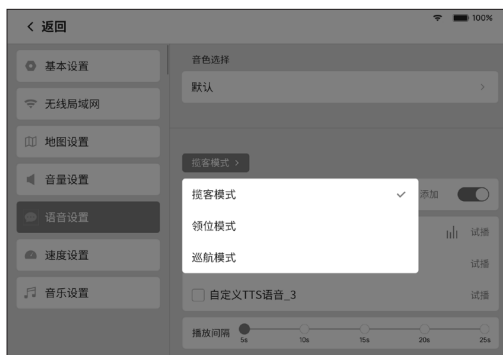 返回
100%
基本设置
无线局域网
地图设置
音量设置
语音设置
速度设置
音乐设置
音色选择
默认
揽客模式
揽客模式
添加
领位模式
试播
巡航模式
试播
自定义TTS语音_3
试播
播放间隔
5s 10s 15s 20s 25s